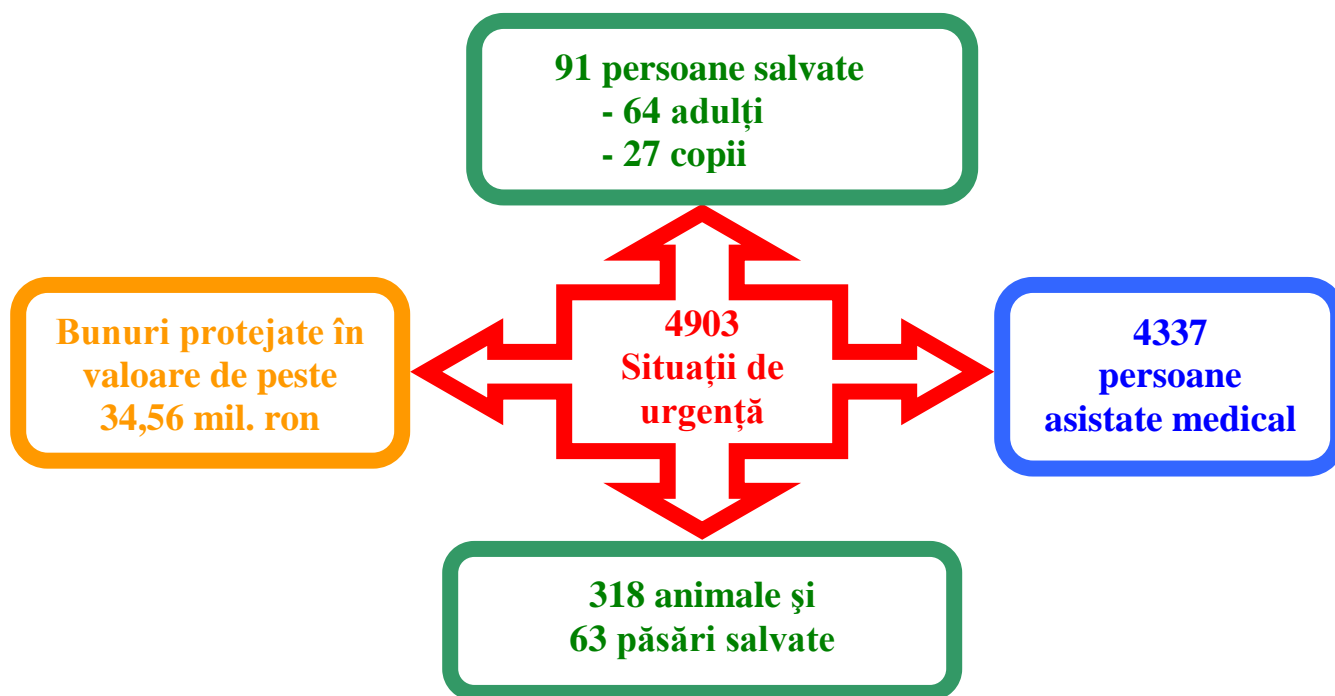 91 persoane salvate
- 64 adulți
- 27 copii
Bunuri protejate în
valoare de peste
34,56 mil. ron
4903
Situații de
urgență
4337
persoane
asistate medical
318 animale şi
63 păsări salvate